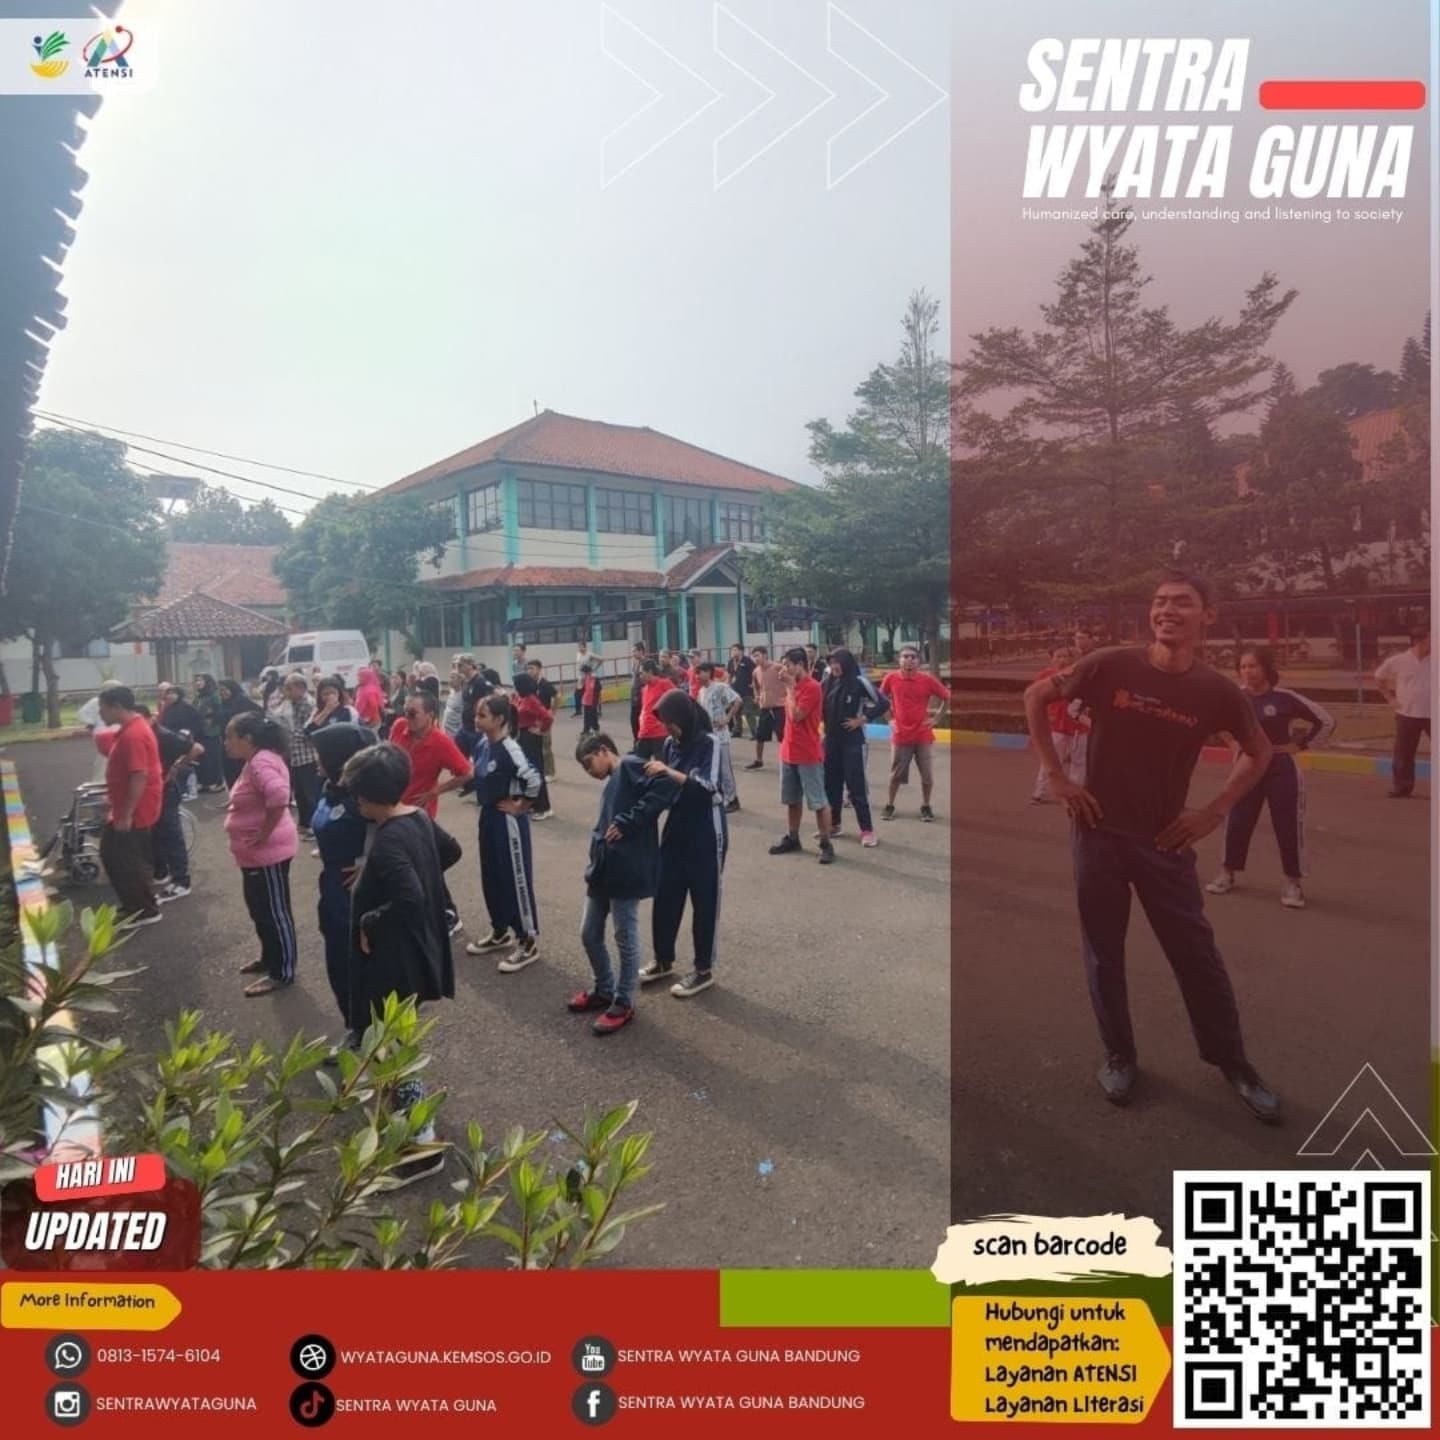 ATENSI
SENTRA
WYATA GUNA
Humanized care, understanding and listening to society
HARI INI
UPDATED
scan barcode
More Information
Hubungi untuk
mendapatkan:
Layanan ATENSI
Layanan LIterasi
0813-1574-6104
WYATAGUNA.KEMSOS.GO.ID
You
Tube
SENTRA WYATA GUNA BANDUNG
SENTRAWYATAGUNA
SENTRA WYATA GUNA
SENTRA WYATA GUNA BANDUNG